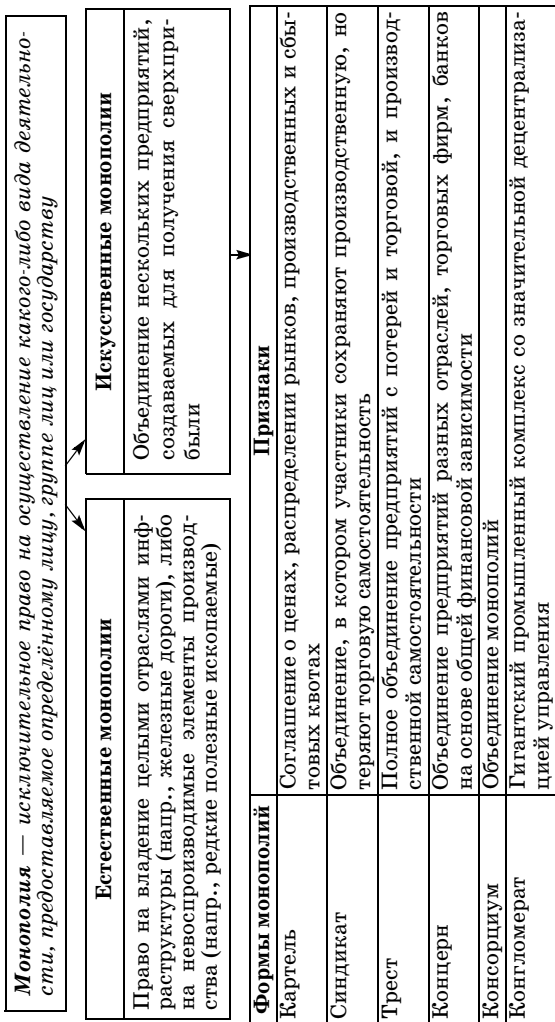 Монополия — исключительное право на осуществление какого-либо вида деятельно-
сти, предоставляемое определённому лицу, группе лиц или государству
Естественные монополии
Право на владение целыми отраслями инф-
раструктуры (напр., железные дороги), либо
на невоспроизводимые элементы производ-
ства (напр., редкие полезные ископаемые)
Искусственные монополии
Объединение нескольких предприятий,
создаваемых для получения сверхпри-
были
Формы монополий
Признаки
Картель
Соглашение о ценах, распределении рынков, производственных и сбы-
товых квотах
Синдикат
Объединение, в котором участники сохраняют производственную, но
теряют торговую самостоятельность
Трест
Полное объединение предприятий с потерей и торговой, и производ-
ственной самостоятельности
Концерн
Объединение предприятий разных отраслей, торговых фирм, банков
на основе общей финансовой зависимости
Консорциум
Объединение монополий
Конгломерат
Гигантский промышленный комплекс со значительной децентрализа-
цией управления